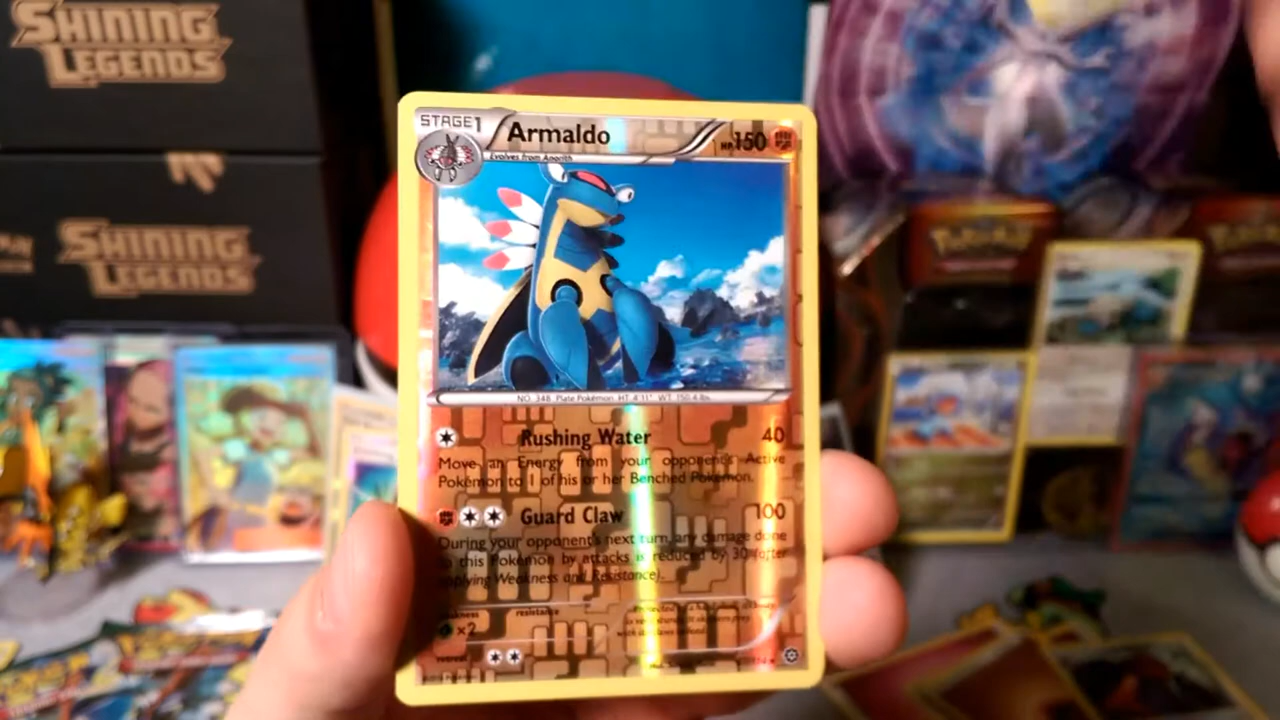 SHINING
LEGENDS
SHINING
LEGENDS
STAGE1
Armaldo
HP 150
Evolves from Anorith
NO. 348 Plate Pokémon HT 4'11" WT 150.4 lbs.
Rushing Water 40
Move an Energy from your opponent's Active
Pokémon to 1 of his or her Benched Pokémon.
Guard Claw 100
During your opponent's next turn, any damage done
to this Pokémon by attacks is reduced by 30 (after
applying Weakness and Resistance).
weakness resistance
×2
retreat
Pokémon